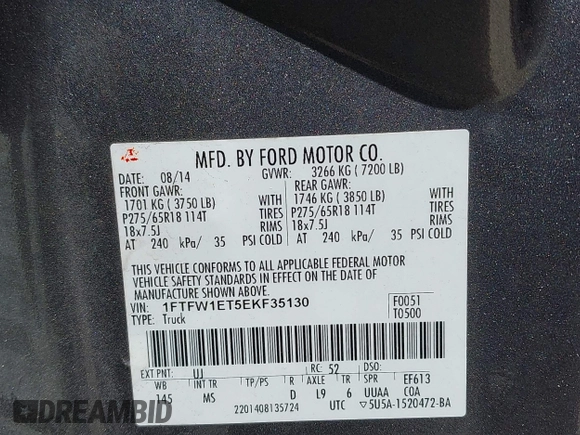 MFD. BY FORD MOTOR CO.
DATE: 08/14 GVWR: 3266 KG ( 7200 LB)
FRONT GAWR: REAR GAWR:
1701 KG ( 3750 LB) 1746 KG ( 3850 LB)
P275/65R18 114T TIRES P275/65R18 114T TIRES
18x7.5J RIMS 18x7.5J RIMS
AT 240 kPa/ 35 PSI COLD AT 240 kPa/ 35 PSI COLD
THIS VEHICLE CONFORMS TO ALL APPLICABLE FEDERAL MOTOR
VEHICLE SAFETY STANDARDS IN EFFECT ON THE DATE OF
MANUFACTURE SHOWN ABOVE.
VIN: 1FTFW1ET5EKF35130 F0051
TYPE: Truck T0500
EXT PNT: UJ RC: 52 DSO:
WB INT TR TP/PS R AXLE TR SPR EF613
145 MS D L9 6 UUAA COA
2201408135724 UTC ▽5U5A-1520472-BA
DREAMBID